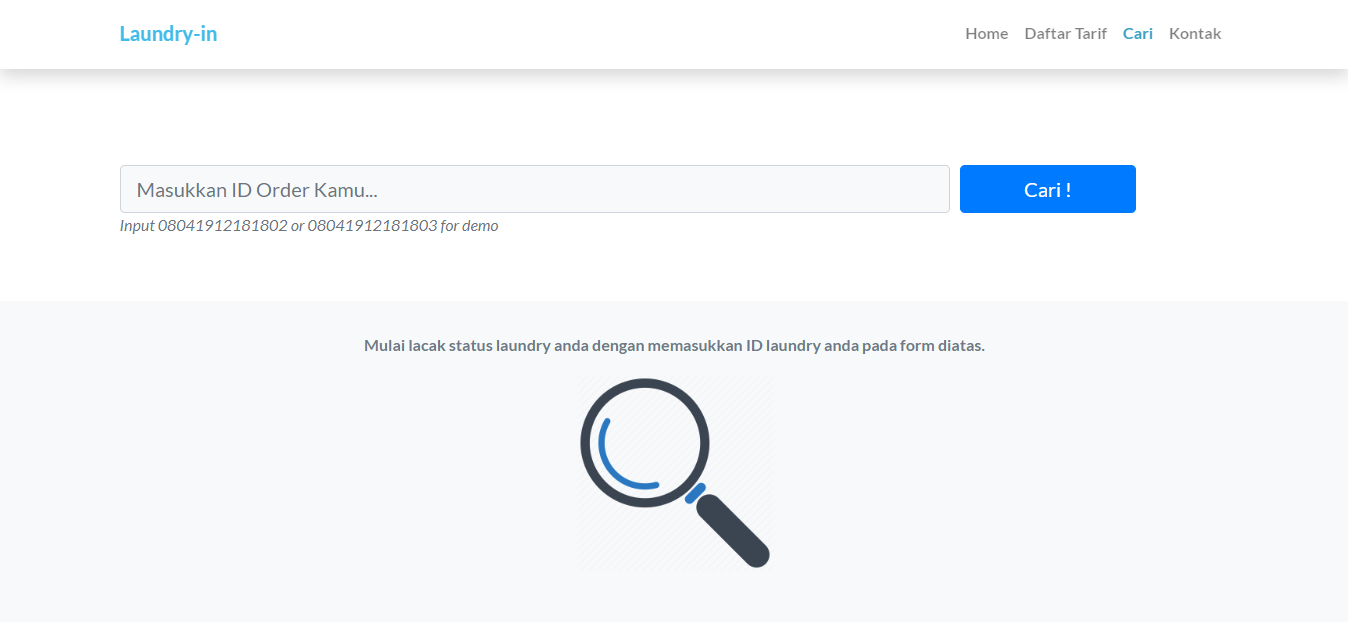 Laundry-in
Home Daftar Tarif Cari Kontak
Masukkan ID Order Kamu...
Cari !
Input 08041912181802 or 08041912181803 for demo
Mulai lacak status laundry anda dengan memasukkan ID laundry anda pada form diatas.